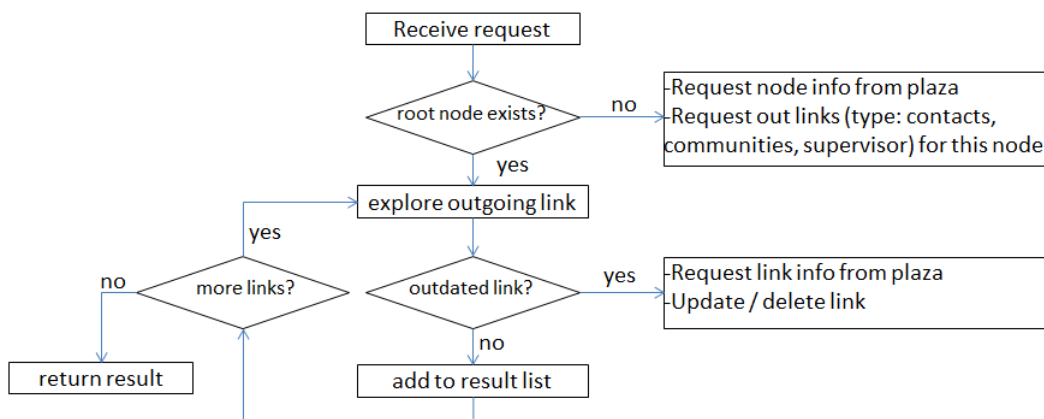 Receive request
root node exists?
no
-Request node info from plaza
-Request out links (type: contacts,
communities, supervisor) for this node
yes
explore outgoing link
yes
no
more links?
outdated link?
yes
-Request link info from plaza
-Update / delete link
no
return result
add to result list